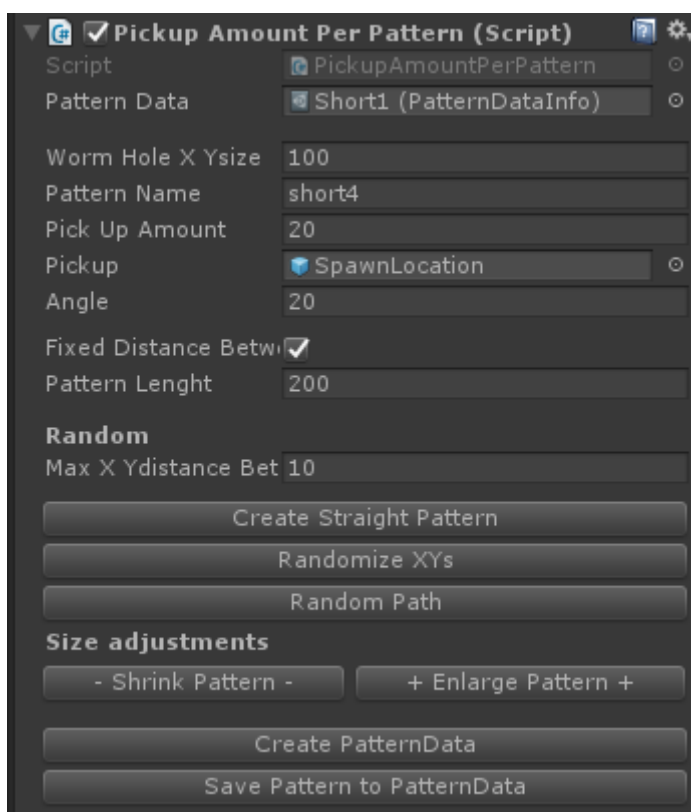 Pickup Amount Per Pattern (Script)
Script PickupAmountPerPattern
Pattern Data Short1 (PatternDataInfo)
Worm Hole X Ysize 100
Pattern Name short4
Pick Up Amount 20
Pickup SpawnLocation
Angle 20
Fixed Distance Betw
Pattern Lenght 200
Random
Max X Ydistance Bet 10
Create Straight Pattern
Randomize XYs
Random Path
Size adjustments
- Shrink Pattern - + Enlarge Pattern +
Create PatternData
Save Pattern to PatternData